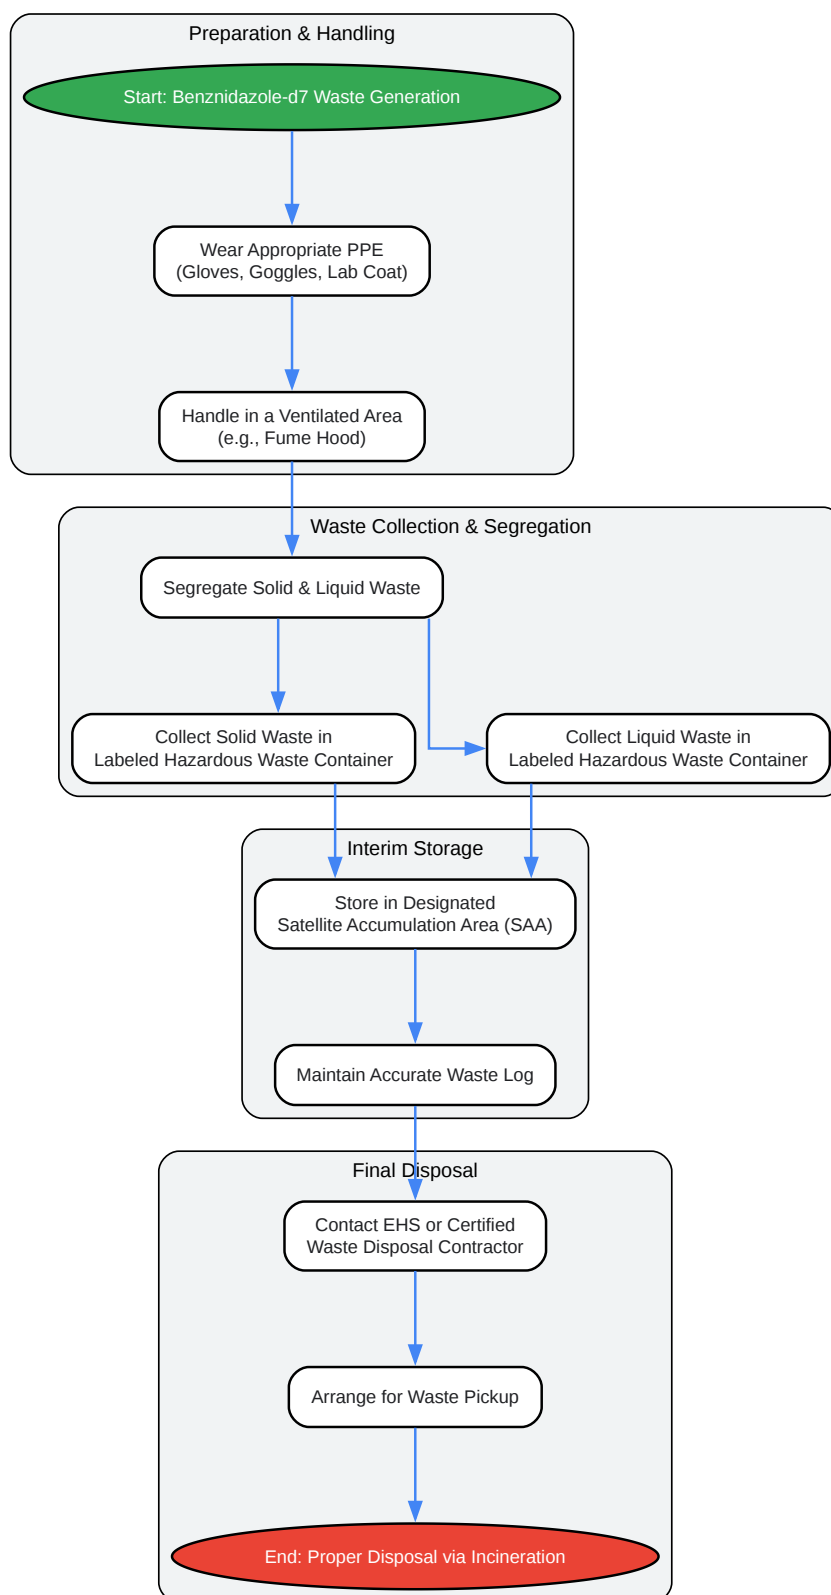 Preparation & Handling
Start: Benznidazole-d7 Waste Generation
Wear Appropriate PPE
(Gloves, Goggles, Lab Coat)
Handle in a Ventilated Area
(e.g., Fume Hood)
Waste Collection & Segregation
Segregate Solid & Liquid Waste
Collect Solid Waste in
Labeled Hazardous Waste Container
Collect Liquid Waste in
Labeled Hazardous Waste Container
Interim Storage
Store in Designated
Satellite Accumulation Area (SAA)
Maintain Accurate Waste Log
Final Disposal
Contact EHS or Certified
Waste Disposal Contractor
Arrange for Waste Pickup
End: Proper Disposal via Incineration